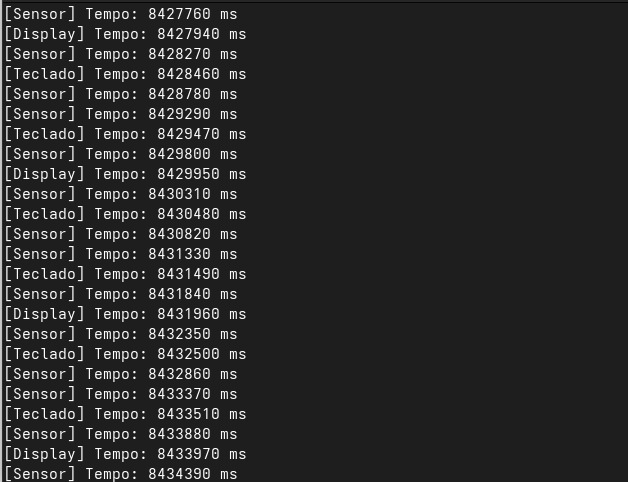 [Sensor] Tempo: 8427760 ms
[Display] Tempo: 8427940 ms
[Sensor] Tempo: 8428270 ms
[Teclado] Tempo: 8428460 ms
[Sensor] Tempo: 8428780 ms
[Sensor] Tempo: 8429290 ms
[Teclado] Tempo: 8429470 ms
[Sensor] Tempo: 8429800 ms
[Display] Tempo: 8429950 ms
[Sensor] Tempo: 8430310 ms
[Teclado] Tempo: 8430480 ms
[Sensor] Tempo: 8430820 ms
[Sensor] Tempo: 8431330 ms
[Teclado] Tempo: 8431490 ms
[Sensor] Tempo: 8431840 ms
[Display] Tempo: 8431960 ms
[Sensor] Tempo: 8432350 ms
[Teclado] Tempo: 8432500 ms
[Sensor] Tempo: 8432860 ms
[Sensor] Tempo: 8433370 ms
[Teclado] Tempo: 8433510 ms
[Sensor] Tempo: 8433880 ms
[Display] Tempo: 8433970 ms
[Sensor] Tempo: 8434390 ms